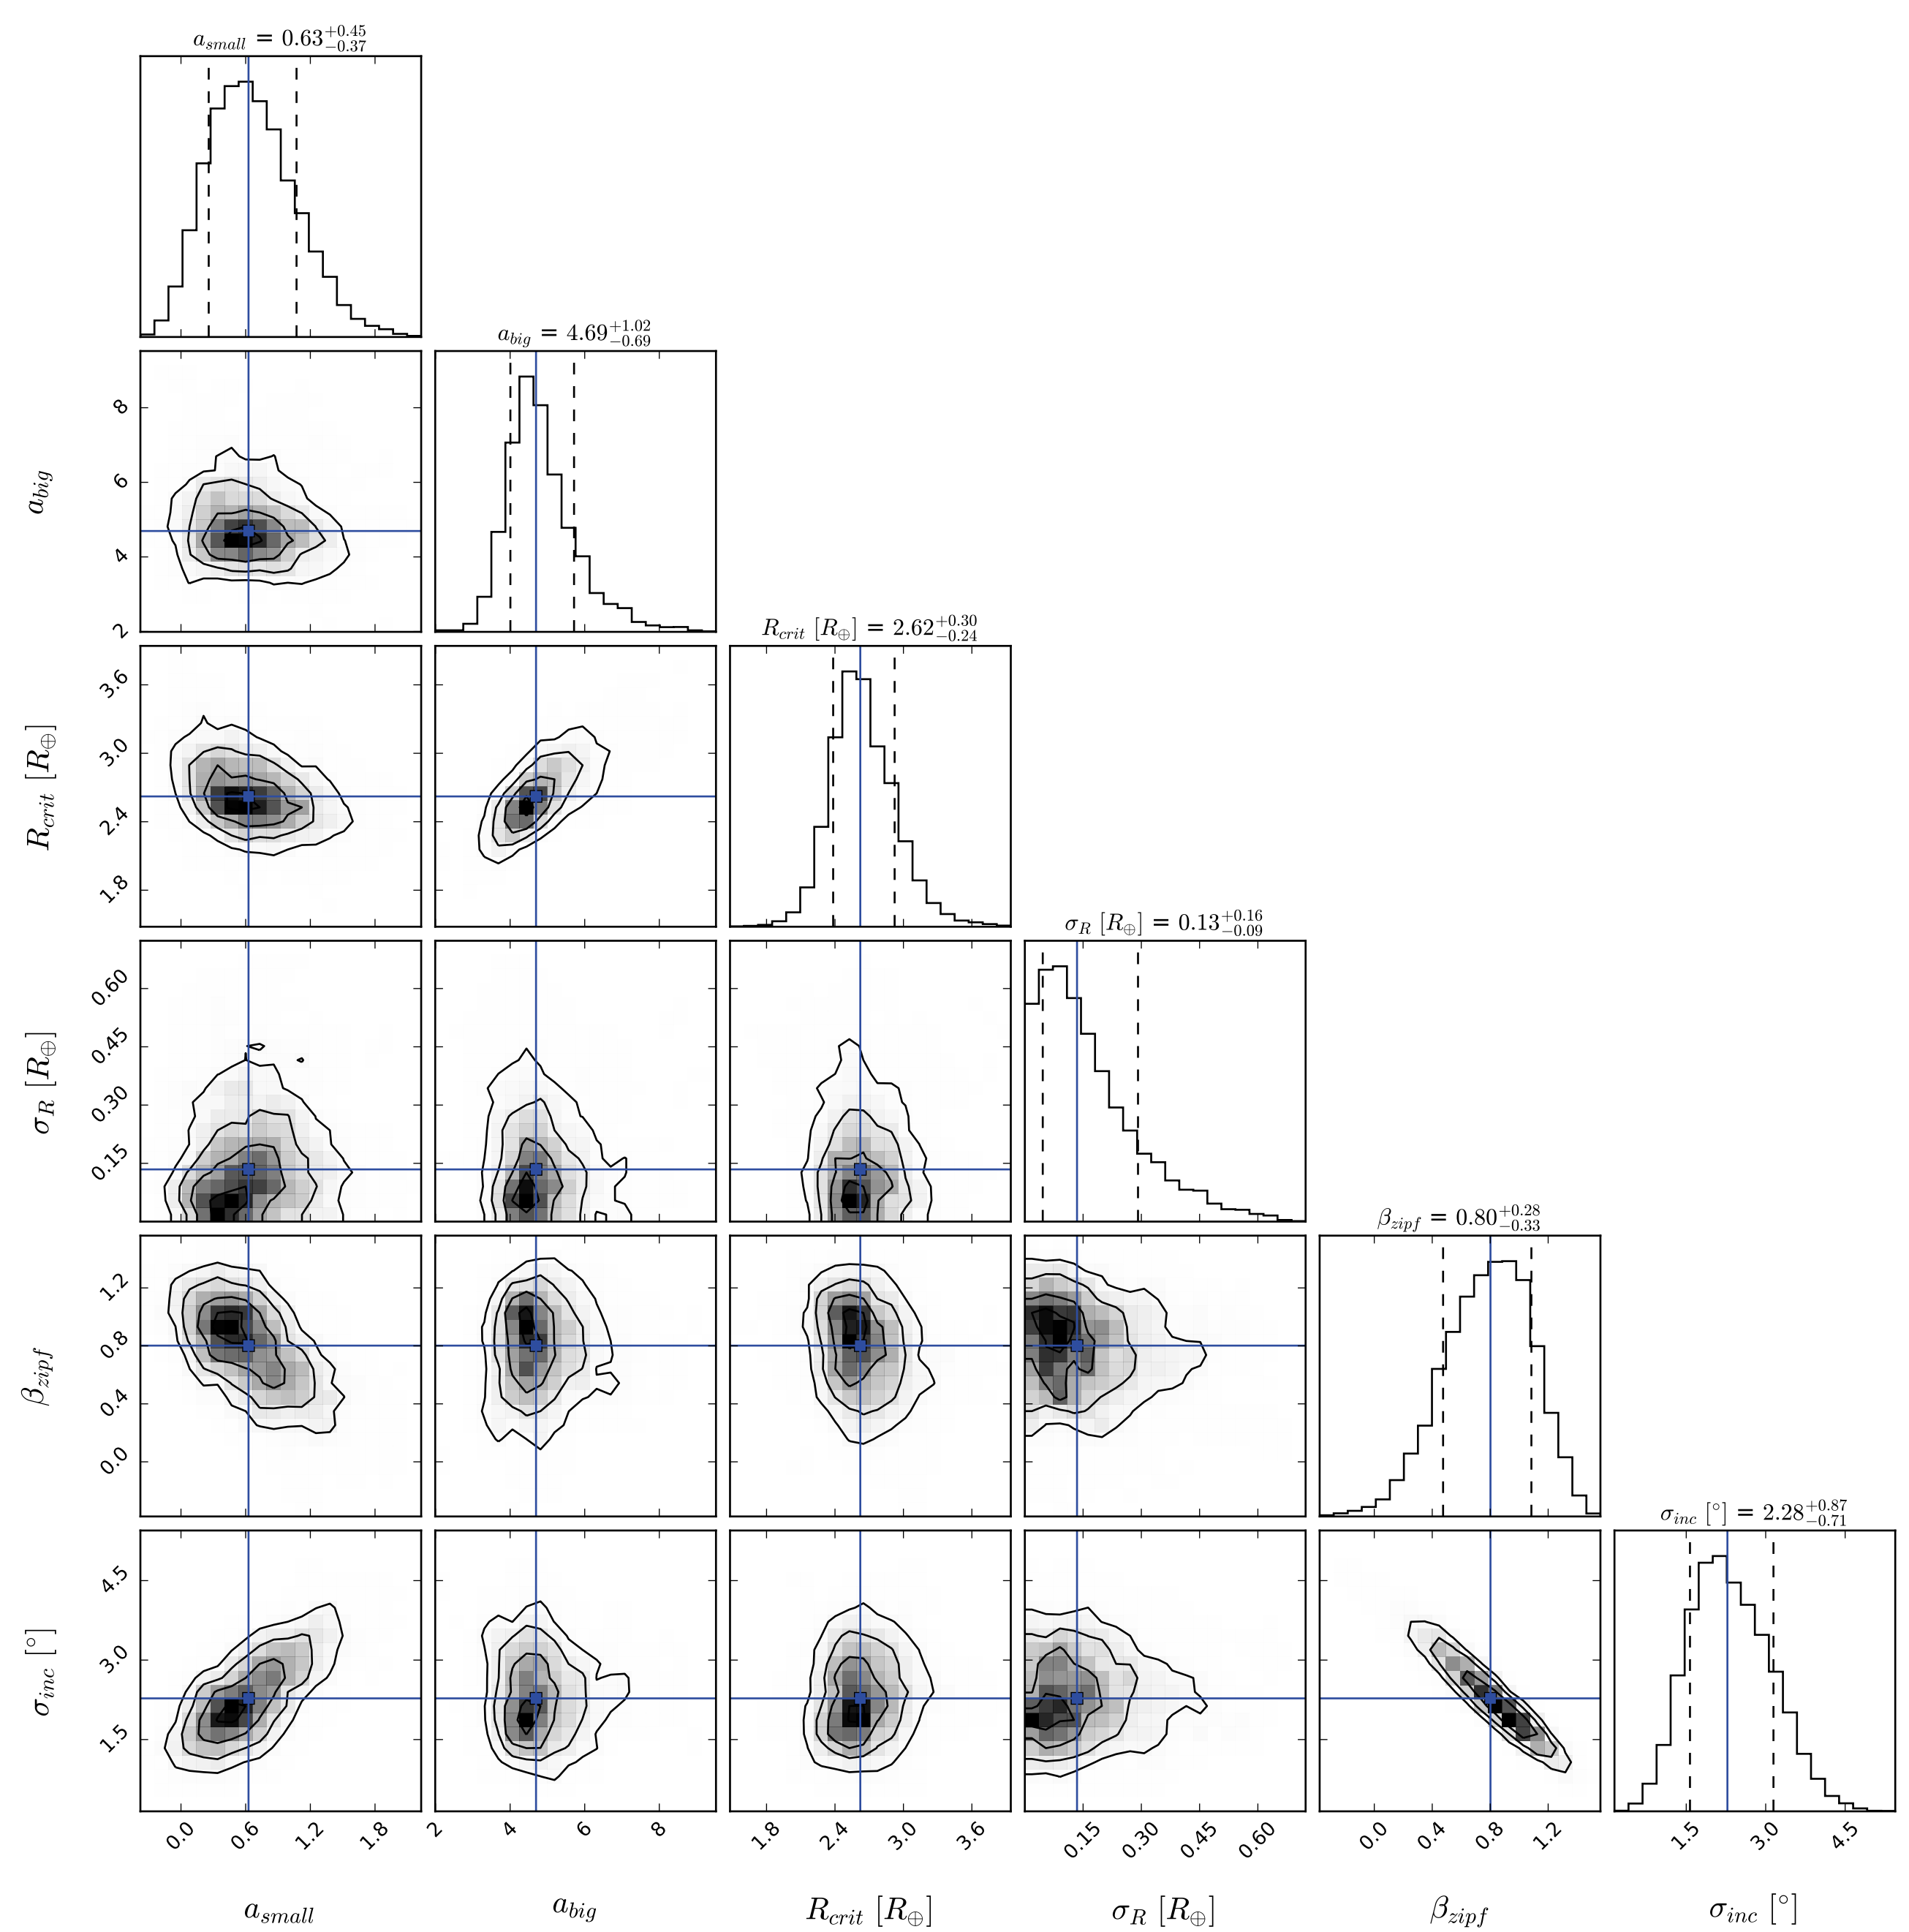 a_small = 0.63 +0.45 −0.37
a_big = 4.69 +1.02 −0.69
8
6
4
2
a_big
R_crit [R⊕] = 2.62 +0.30 −0.24
3.6
3.0
2.4
1.8
R_crit [R⊕]
σ_R [R⊕] = 0.13 +0.16 −0.09
0.60
0.45
0.30
0.15
σ_R [R⊕]
β_zipf = 0.80 +0.28 −0.33
1.2
0.8
0.4
0.0
β_zipf
σ_inc [°] = 2.28 +0.87 −0.71
4.5
3.0
1.5
σ_inc [°]
0.0 0.6 1.2 1.8 2 4 6 8 1.8 2.4 3.0 3.6 0.15 0.30 0.45 0.60 0.0 0.4 0.8 1.2 1.5 3.0 4.5
a_small a_big R_crit [R⊕] σ_R [R⊕] β_zipf σ_inc [°]